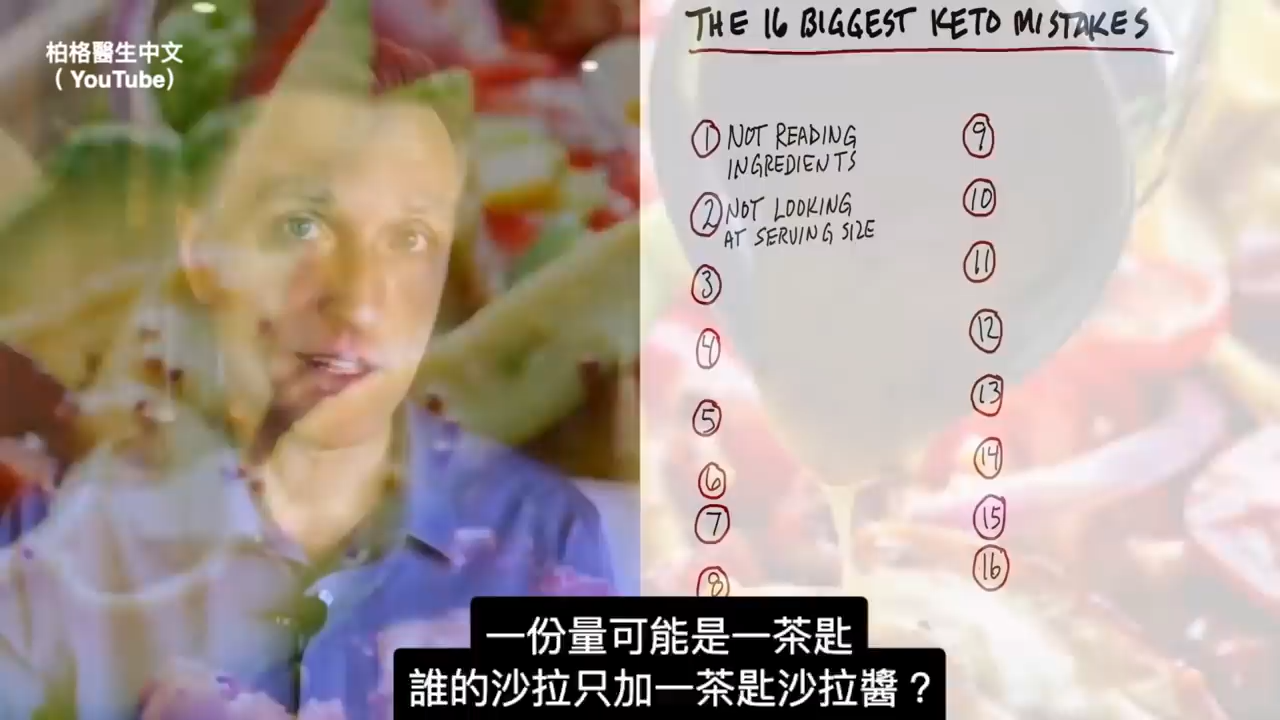 柏格醫生中文
（YouTube）
THE 16 BIGGEST KETO MISTAKES
1 NOT READING
INGREDIENTS
2 NOT LOOKING
AT SERVING SIZE
3
4
5
6
7
8
9
10
11
12
13
14
15
16
一份量可能是一茶匙
誰的沙拉只加一茶匙沙拉醬？